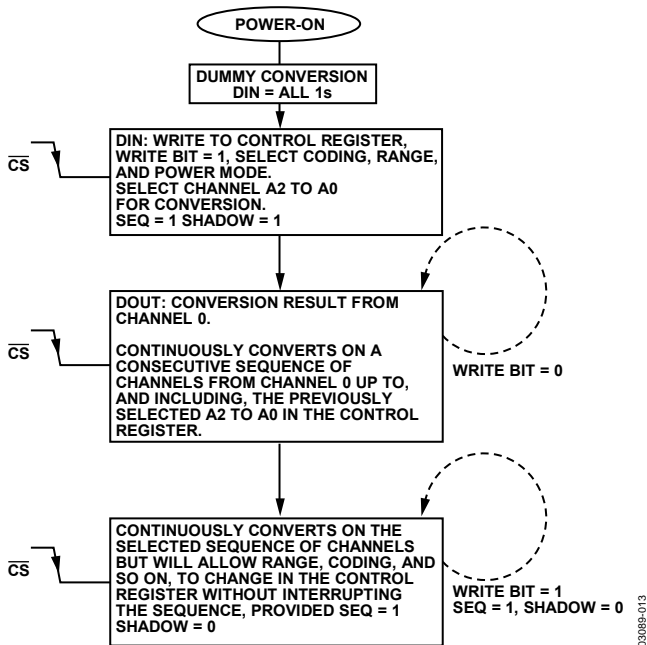 POWER-ON
DUMMY CONVERSION
DIN = ALL 1s
CS
DIN: WRITE TO CONTROL REGISTER,
WRITE BIT = 1, SELECT CODING, RANGE,
AND POWER MODE.
SELECT CHANNEL A2 TO A0
FOR CONVERSION.
SEQ = 1 SHADOW = 1
CS
DOUT: CONVERSION RESULT FROM
CHANNEL 0.
CONTINUOUSLY CONVERTS ON A
CONSECUTIVE SEQUENCE OF
CHANNELS FROM CHANNEL 0 UP TO,
AND INCLUDING, THE PREVIOUSLY
SELECTED A2 TO A0 IN THE CONTROL
REGISTER.
WRITE BIT = 0
CS
CONTINUOUSLY CONVERTS ON THE
SELECTED SEQUENCE OF CHANNELS
BUT WILL ALLOW RANGE, CODING, AND
SO ON, TO CHANGE IN THE CONTROL
REGISTER WITHOUT INTERRUPTING
THE SEQUENCE, PROVIDED SEQ = 1
SHADOW = 0
WRITE BIT = 1
SEQ = 1, SHADOW = 0
03089-013